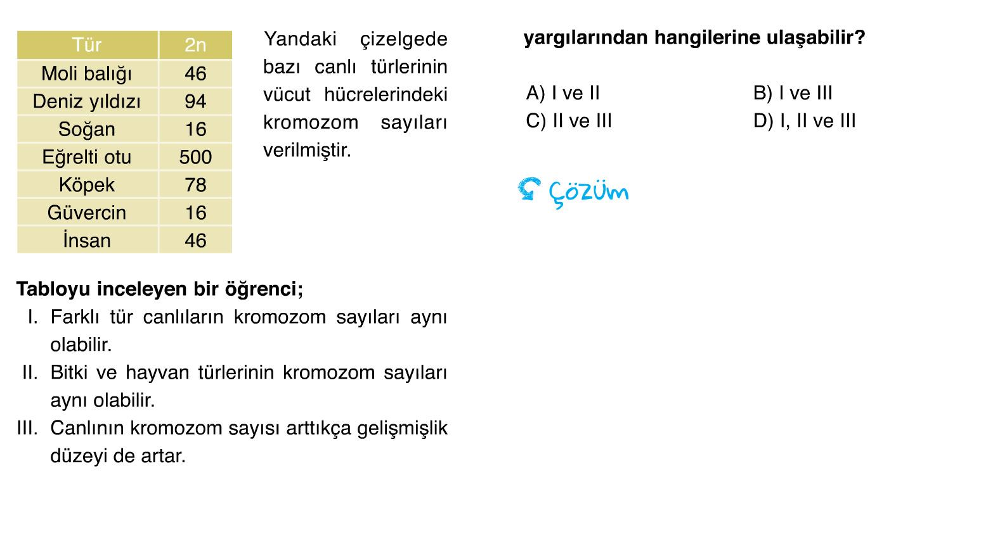 Tür 2n
Moli balığı 46
Deniz yıldızı 94
Soğan 16
Eğrelti otu 500
Köpek 78
Güvercin 16
İnsan 46
Yandaki çizelgede
bazı canlı türlerinin
vücut hücrelerindeki
kromozom sayıları
verilmiştir.
Tabloyu inceleyen bir öğrenci;
I. Farklı tür canlıların kromozom sayıları aynı
olabilir.
II. Bitki ve hayvan türlerinin kromozom sayıları
aynı olabilir.
III. Canlının kromozom sayısı arttıkça gelişmişlik
düzeyi de artar.
yargılarından hangilerine ulaşabilir?
A) I ve II B) I ve III
C) II ve III D) I, II ve III
Çözüm